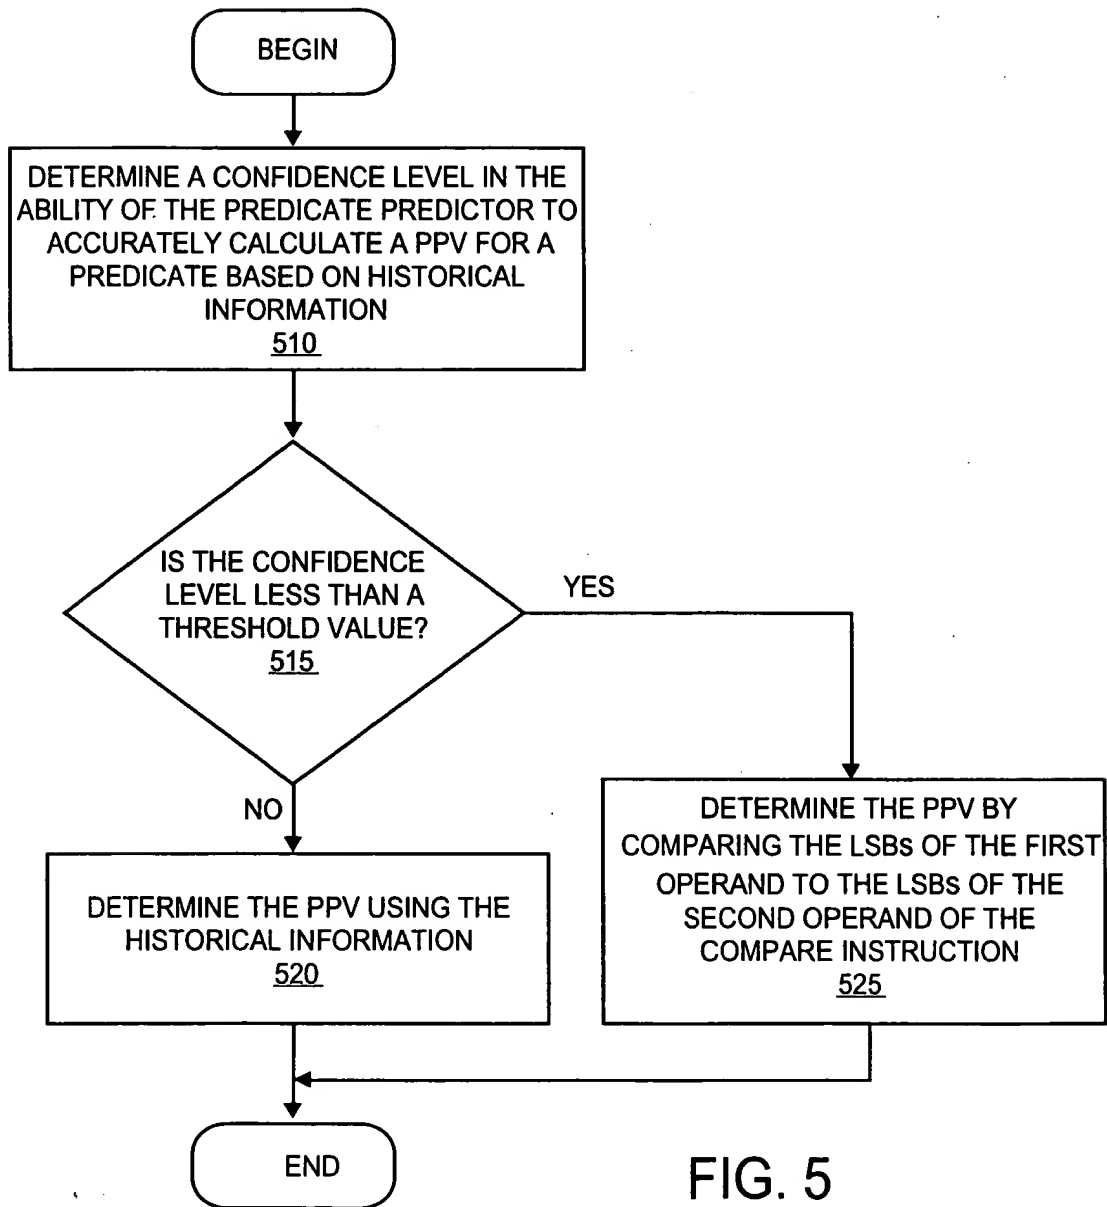 BEGIN
DETERMINE A CONFIDENCE LEVEL IN THE
ABILITY OF THE PREDICATE PREDICTOR TO
ACCURATELY CALCULATE A PPV FOR A
PREDICATE BASED ON HISTORICAL
INFORMATION
510
IS THE CONFIDENCE
LEVEL LESS THAN A
THRESHOLD VALUE?
515
YES
NO
DETERMINE THE PPV USING THE
HISTORICAL INFORMATION
520
DETERMINE THE PPV BY
COMPARING THE LSBs OF THE FIRST
OPERAND TO THE LSBs OF THE
SECOND OPERAND OF THE
COMPARE INSTRUCTION
525
END
FIG. 5